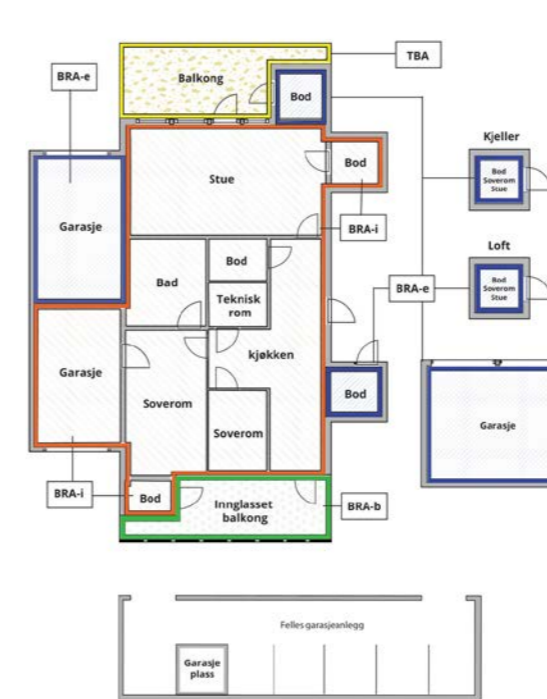 TBA
BRA-e
Balkong
Bod
Kjeller
Stue
Bod
Bod
Soverom
Stue
Garasje
BRA-i
Loft
Bod
Bad
Teknisk
rom
BRA-e
Bod
Soverom
Stue
kjøkken
Garasje
Soverom
Bod
Soverom
Garasje
BRA-i
Bod
Innglasset
balkong
BRA-b
Felles garasjeanlegg
Garasje
plass